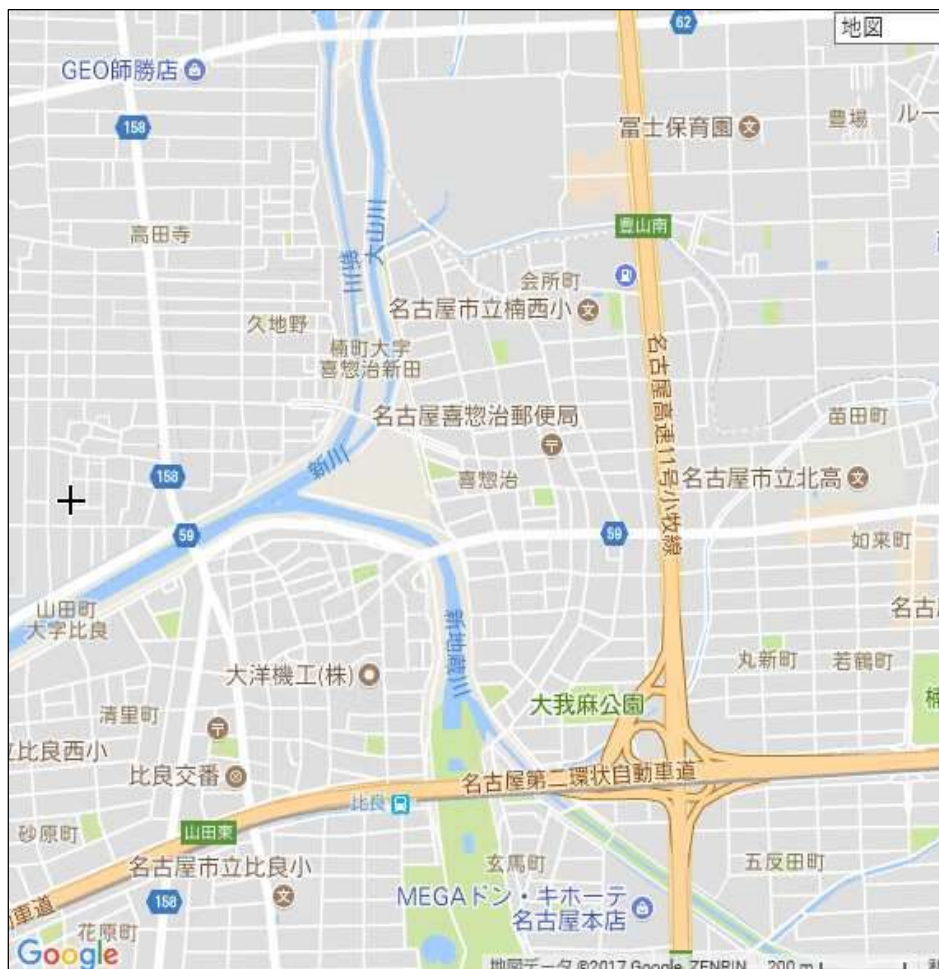 62
地図
GEO師勝店
158
冨士保育園
豊場
ルー
高田寺
大山川
豊山南
会所町
名古屋市立楠西小
久地野
楠町大字
喜惣治新田
名古屋高速11号小牧線
名古屋喜惣治郵便局
苗田町
新川
158
喜惣治
名古屋市立北高
59
59
如来町
山田町
大字比良
名古
丸新町
若鶴町
大洋機工(株)
大我麻公園
楠
清里町
立比良西小
比良交番
名古屋第二環状自動車道
比良
砂原町
山田東
名古屋市立比良小
玄馬町
五反田町
158
MEGAドン・キホーテ
名古屋本店
車道
花原町
Google
地図データ ©2017 Google, ZENRIN
200 m